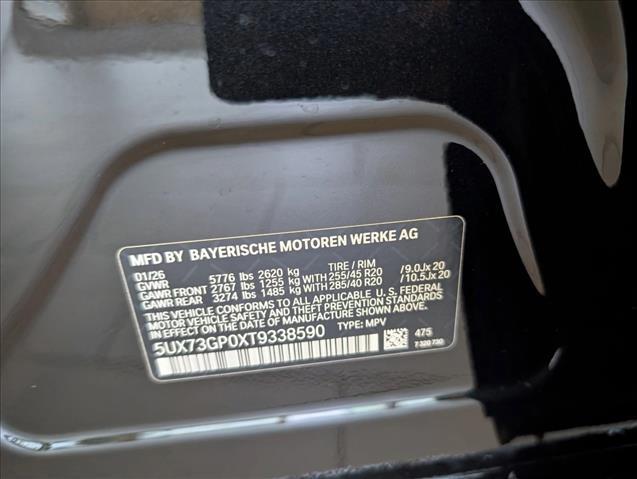 MFD BY BAYERISCHE MOTOREN WERKE AG
01/26 TIRE / RIM
GVWR 5776 lbs 2620 kg
GAWR FRONT 2767 lbs 1255 kg WITH 255/45 R20 /9.0Jx 20
GAWR REAR 3274 lbs 1485 kg WITH 285/40 R20 /10.5Jx 20
THIS VEHICLE CONFORMS TO ALL APPLICABLE U.S. FEDERAL
MOTOR VEHICLE SAFETY STANDARDS IN EFFECT ON THE
DATE OF MANUFACTURE SHOWN ABOVE.
5UX73GP0XT9338590 TYPE: MPV
475
7 320 730